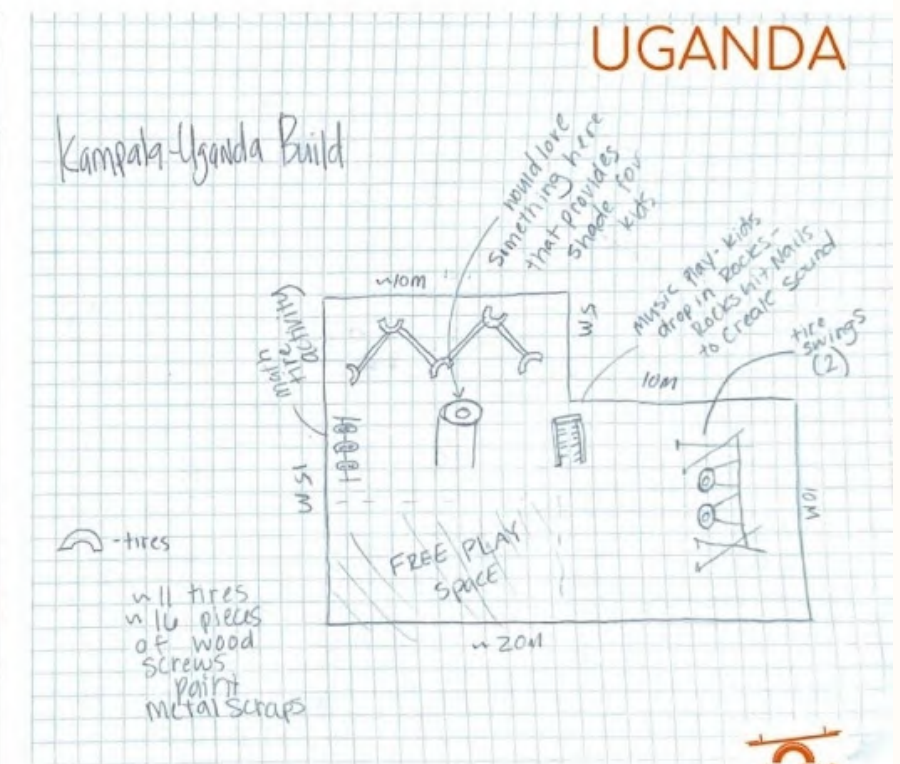 UGANDA
Kampala-Uganda Build
would love
something here
that provides
shade for
kids
~10M
5M
music play-kids
drop in Rocks-
Rocks hit Nails
to Create sound
tire
swings
(2)
10M
math
tire
activity
15M
10M
FREE PLAY
Space
-tires
~11 tires
~16 pieces
of wood
screws
paint
metal scraps
~20M